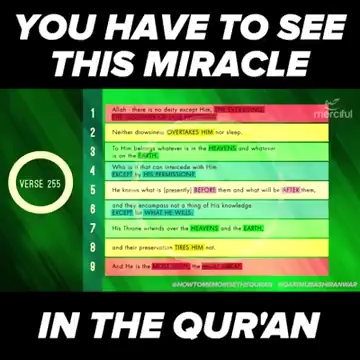 YOU HAVE TO SEE
THIS MIRACLE
merciful
1 Allah - there is no deity except Him,
2 Neither drowsiness OVERTAKES HIM nor sleep.
3 To Him belongs whatever is in the HEAVENS and whatever
is on the EARTH.
4 Who is it that can intercede with Him
EXCEPT by HIS PERMISSION?
5 He knows what is (presently) BEFORE them and what will be AFTER them,
VERSE 255
6 and they encompass not a thing of His knowledge
EXCEPT for WHAT HE WILLS.
7 His Throne extends over the HEAVENS and the EARTH,
8 and their preservation TIRES HIM not.
9 And He is the MOST HIGH, the MOST GREAT.
@HOWTOMEMORISETHEQURAN @QARIMUBASHIRANWAR
IN THE QUR'AN